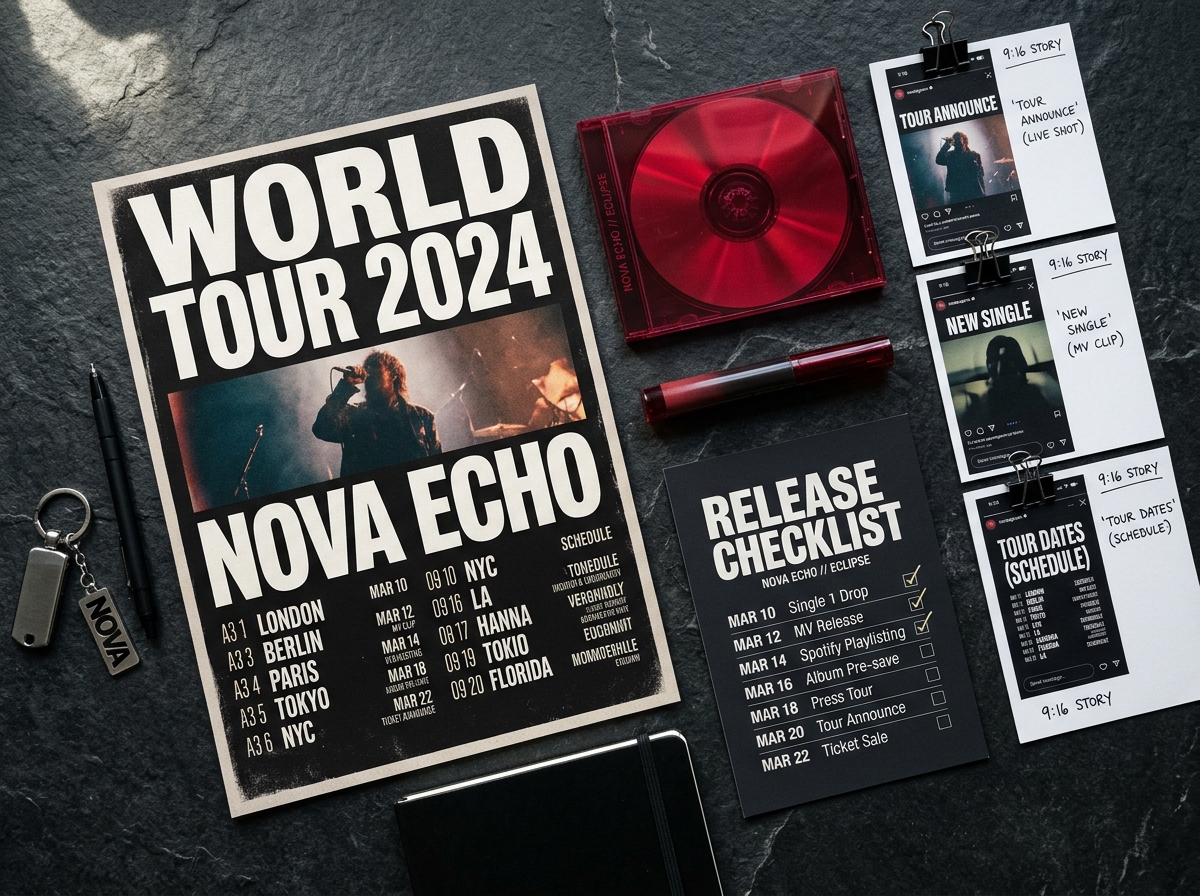 WORLD
TOUR 2024
NOVA ECHO
A3 1 LONDON
A3 3 BERLIN
A3 4 PARIS
A3 5 TOKYO
A3 6 NYC
MAR 10
MAR 12
MV CLIP
MAR 14
MAR 18
MAR 22
TICKET
09 10 NYC
09 16 LA
08 17 HANNA
09 19 TOKIO
09 20 FLORIDA
SCHEDULE
TONEDULE
NOVA
NOVA ECHO // ECLIPSE
RELEASE
CHECKLIST
NOVA ECHO // ECLIPSE
MAR 10 Single 1 Drop
MAR 12 MV Release
MAR 14 Spotify Playlisting
MAR 16 Album Pre-save
MAR 18 Press Tour
MAR 20 Tour Announce
MAR 22 Ticket Sale
TOUR ANNOUNCE
9:16 STORY
'TOUR
ANNOUNCE'
(LIVE SHOT)
NEW SINGLE
9:16 STORY
'NEW
SINGLE'
(MV CLIP)
TOUR DATES
(SCHEDULE)
9:16 STORY
'TOUR DATES'
(SCHEDULE)
9:16 STORY